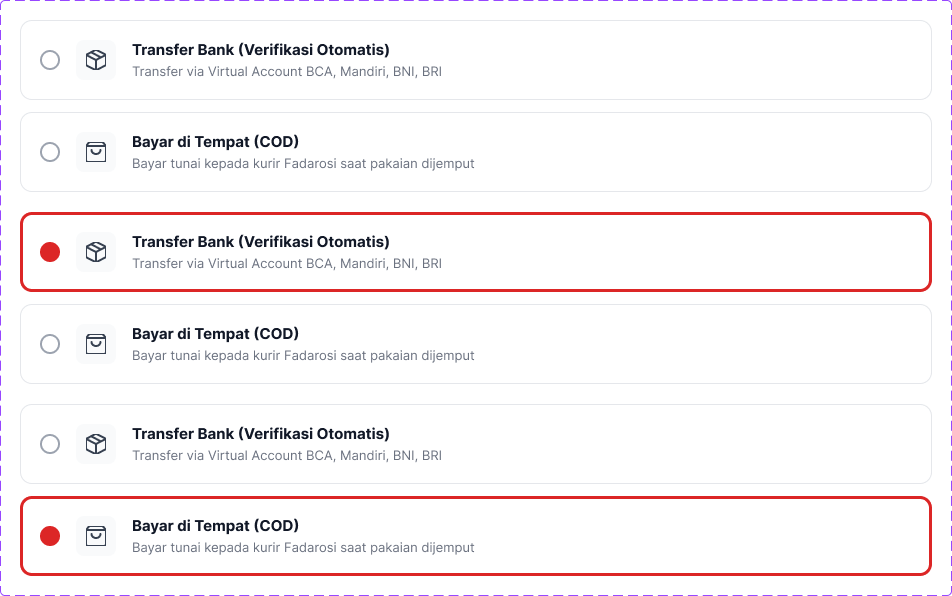 Transfer Bank (Verifikasi Otomatis)
Transfer via Virtual Account BCA, Mandiri, BNI, BRI
Bayar di Tempat (COD)
Bayar tunai kepada kurir Fadarosi saat pakaian dijemput
Transfer Bank (Verifikasi Otomatis)
Transfer via Virtual Account BCA, Mandiri, BNI, BRI
Bayar di Tempat (COD)
Bayar tunai kepada kurir Fadarosi saat pakaian dijemput
Transfer Bank (Verifikasi Otomatis)
Transfer via Virtual Account BCA, Mandiri, BNI, BRI
Bayar di Tempat (COD)
Bayar tunai kepada kurir Fadarosi saat pakaian dijemput